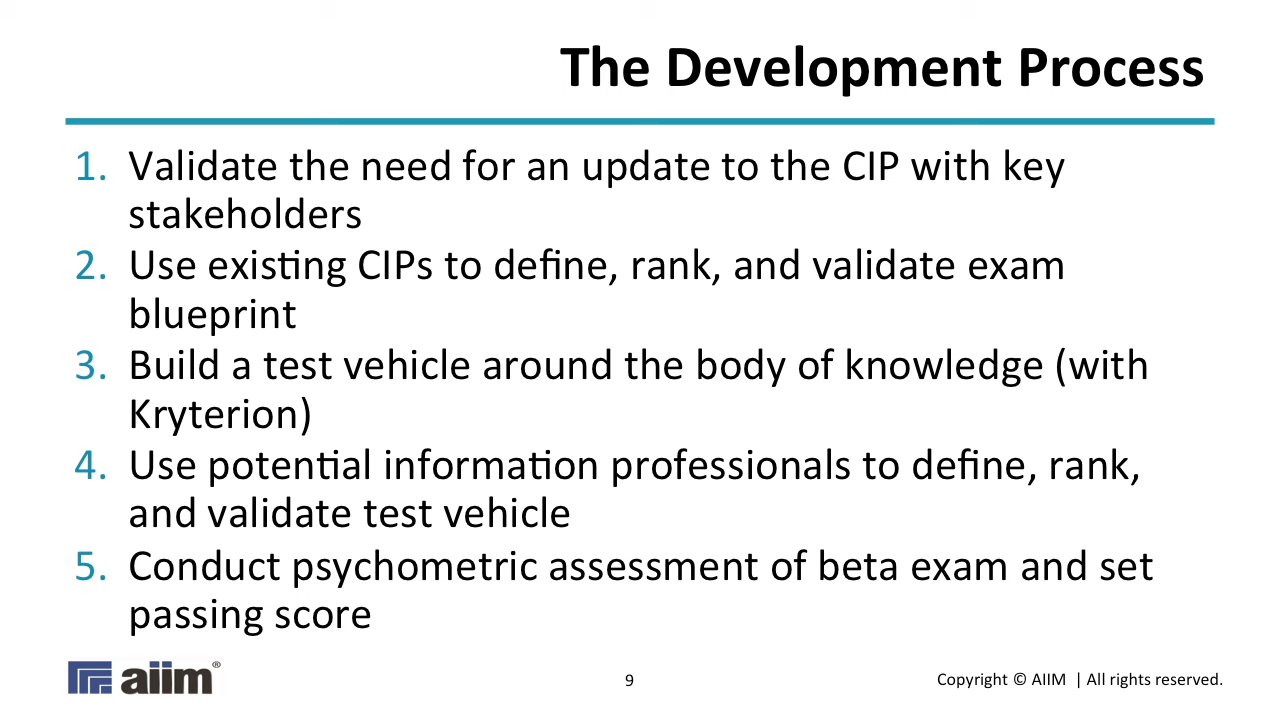 The Development Process
1. Validate the need for an update to the CIP with key
stakeholders
2. Use existing CIPs to define, rank, and validate exam
blueprint
3. Build a test vehicle around the body of knowledge (with
Kryterion)
4. Use potential information professionals to define, rank,
and validate test vehicle
5. Conduct psychometric assessment of beta exam and set
passing score
aiim®
9
Copyright © AIIM | All rights reserved.